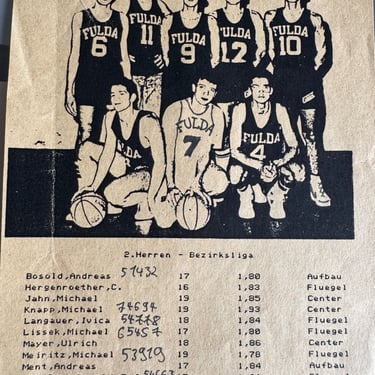 FULDA FULDA FULDA FULDA
6 11 9 12 10
FULDA
7
FULDA
4
2.Herren - Bezirksliga
Bosold,Andreas 57432 17 1,80 Aufbau
Hergenroether,C. 16 1,83 Fluegel
Jahn,Michael 19 1,85 Center
Knapp,Michael 74694 19 1,93 Center
Langauer,Ivica 54778 18 1,84 Fluegel
Lissek,Michael 65457 17 1,80 Fluegel
Mayer,Ulrich 18 1,86 Center
Meiritz,Michael 53919 19 1,78 Fluegel
Ment,Andreas 17 1,84 Aufbau